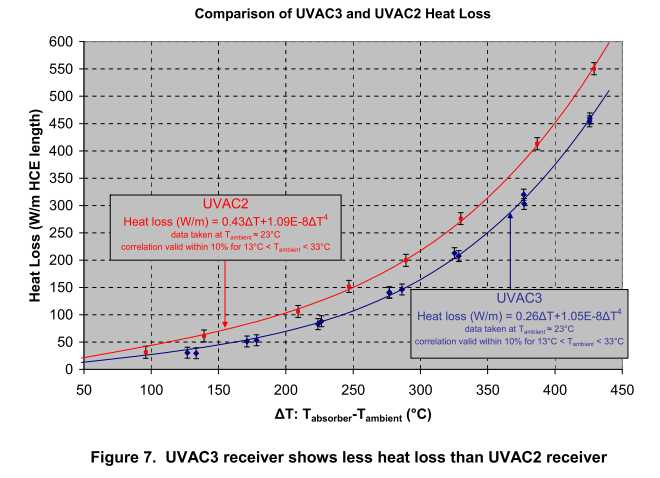 Comparison of UVAC3 and UVAC2 Heat Loss
Heat Loss (W/m HCE length)
600
550
500
450
400
350
300
250
200
150
100
50
0
UVAC2
Heat loss (W/m) = 0.43ΔT+1.09E-8ΔT⁴
data taken at Tambient ≈ 23°C
correlation valid within 10% for 13°C < Tambient < 33°C
UVAC3
Heat loss (W/m) = 0.26ΔT+1.05E-8ΔT⁴
data taken at Tambient ≈ 23°C
correlation valid within 10% for 13°C < Tambient < 33°C
50 100 150 200 250 300 350 400 450
ΔT: Tabsorber-Tambient (°C)
Figure 7. UVAC3 receiver shows less heat loss than UVAC2 receiver